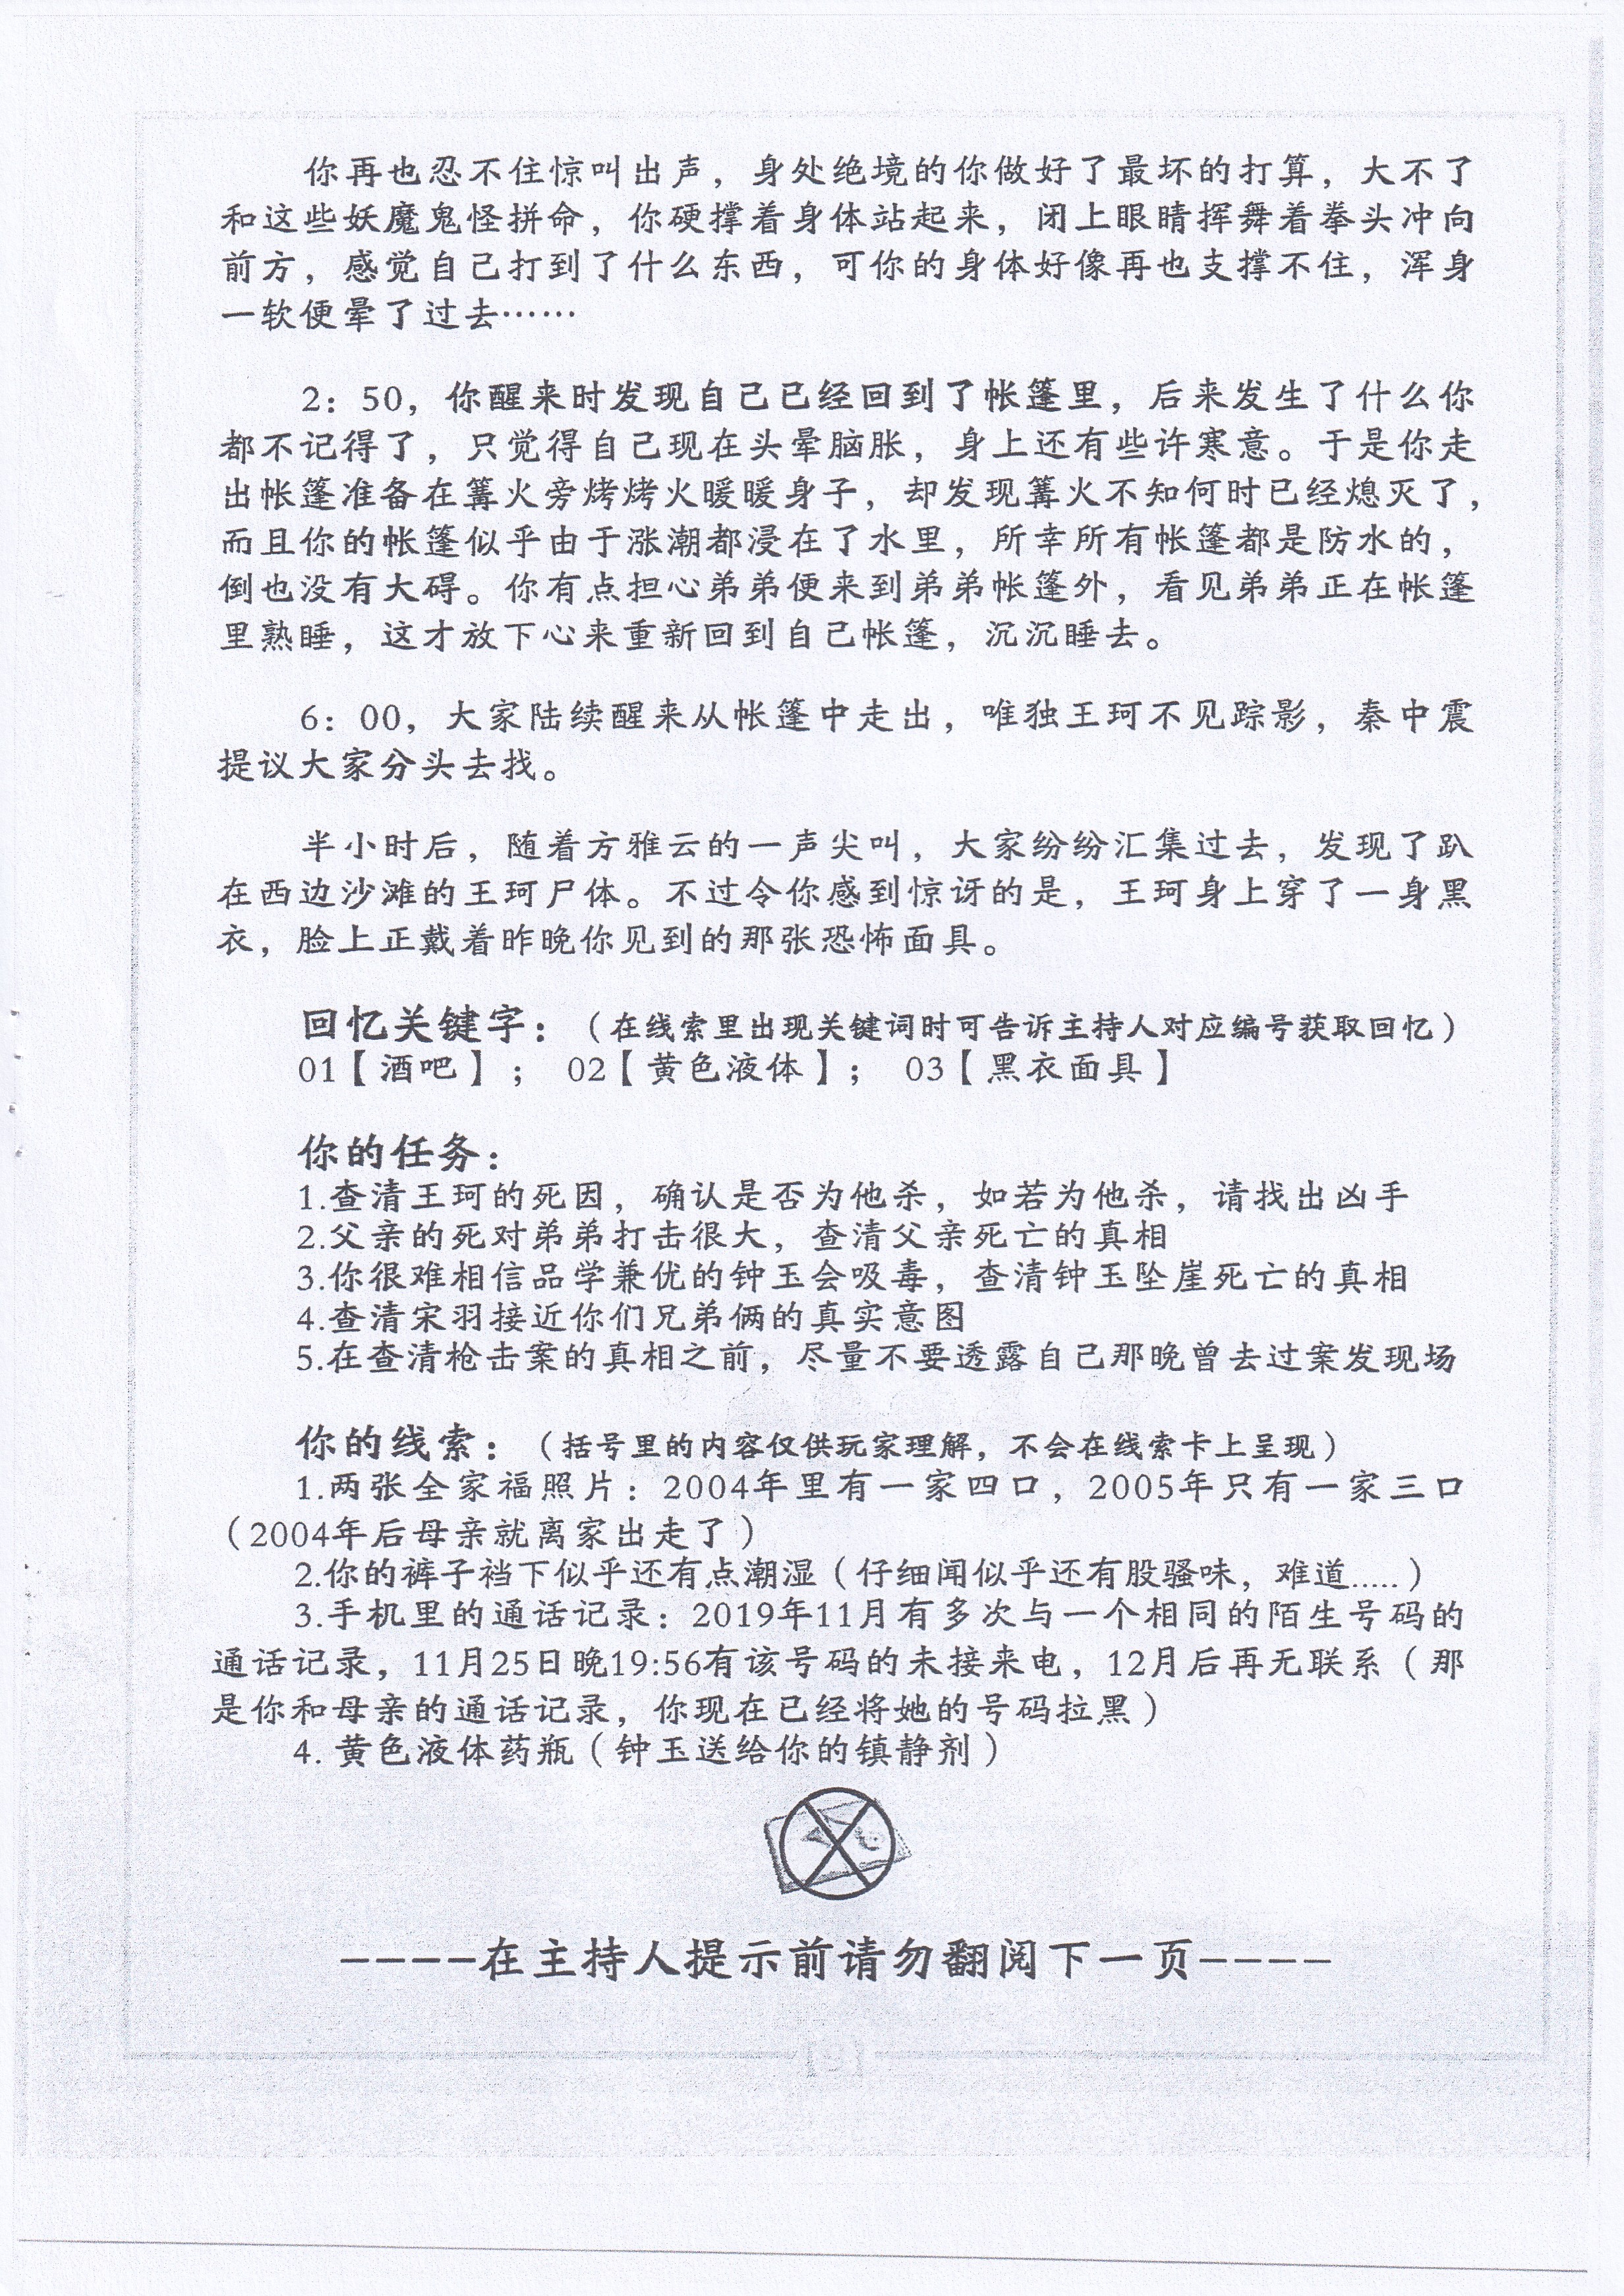 你再也忍不住惊叫出声，身处绝境的你做好了最坏的打算，大不了
和这些妖魔鬼怪拼命，你硬撑着身体站起来，闭上眼睛挥舞着拳头冲向
前方，感觉自己打到了什么东西，可你的身体好像再也支撑不住，浑身
一软便晕了过去……
2：50，你醒来时发现自己已经回到了帐篷里，后来发生了什么你
都不记得了，只觉得自己现在头晕脑胀，身上还有些许寒意。于是你走
出帐篷准备在篝火旁烤烤火暖暖身子，却发现篝火不知何时已经熄灭了，
而且你的帐篷似乎由于涨潮都浸在了水里，所幸所有帐篷都是防水的，
倒也没有大碍。你有点担心弟弟便来到弟弟帐篷外，看见弟弟正在帐篷
里熟睡，这才放下心来重新回到自己帐篷，沉沉睡去。
6：00，大家陆续醒来从帐篷中走出，唯独王珂不见踪影，秦中震
提议大家分头去找。
半小时后，随着方雅云的一声尖叫，大家纷纷汇集过去，发现了趴
在西边沙滩的王珂尸体。不过令你感到惊讶的是，王珂身上穿了一身黑
衣，脸上正戴着昨晚你见到的那张恐怖面具。
回忆关键字：（在线索里出现关键词时可告诉主持人对应编号获取回忆）
01【酒吧】； 02【黄色液体】； 03【黑衣面具】
你的任务：
1.查清王珂的死因，确认是否为他杀，如若为他杀，请找出凶手
2.父亲的死对弟弟打击很大，查清父亲死亡的真相
3.你很难相信品学兼优的钟玉会吸毒，查清钟玉坠崖死亡的真相
4.查清宋羽接近你们兄弟俩的真实意图
5.在查清枪击案的真相之前，尽量不要透露自己那晚曾去过案发现场
你的线索：（括号里的内容仅供玩家理解，不会在线索卡上呈现）
1.两张全家福照片：2004年里有一家四口，2005年只有一家三口
（2004年后母亲就离家出走了）
2.你的裤子裆下似乎还有点潮湿（仔细闻似乎还有股骚味，难道.....）
3.手机里的通话记录：2019年11月有多次与一个相同的陌生号码的
通话记录，11月25日晚19:56有该号码的未接来电，12月后再无联系（那
是你和母亲的通话记录，你现在已经将她的号码拉黑）
4. 黄色液体药瓶（钟玉送给你的镇静剂）
----在主持人提示前请勿翻阅下一页----